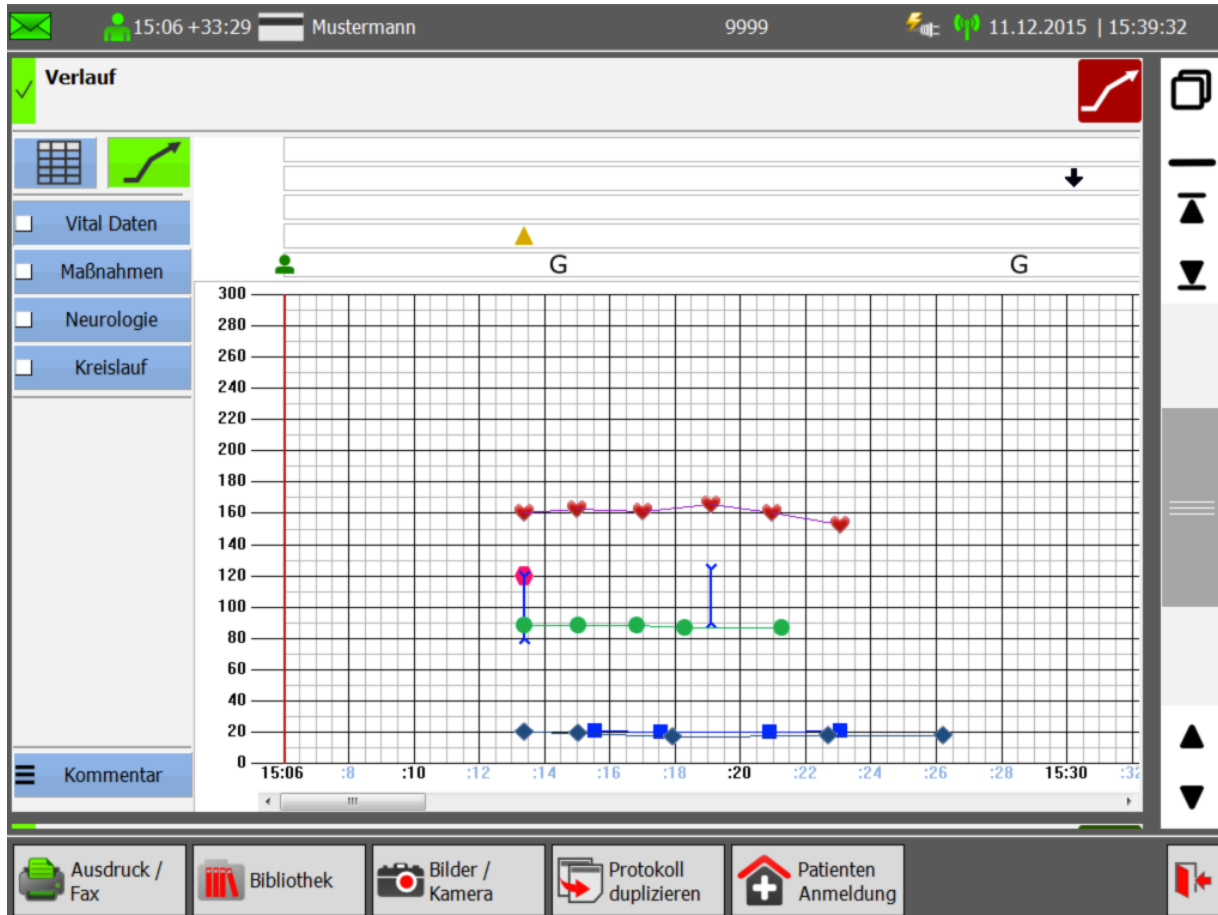 15:06 +33:29 Mustermann 9999 11.12.2015 | 15:39:32
Verlauf
Vital Daten
Maßnahmen
Neurologie
Kreislauf
G G
300
280
260
240
220
200
180
160
140
120
100
80
60
40
20
0
15:06 :8 :10 :12 :14 :16 :18 :20 :22 :24 :26 :28 15:30 :32
Kommentar
Ausdruck /
Fax
Bibliothek
Bilder /
Kamera
Protokoll
duplizieren
Patienten
Anmeldung